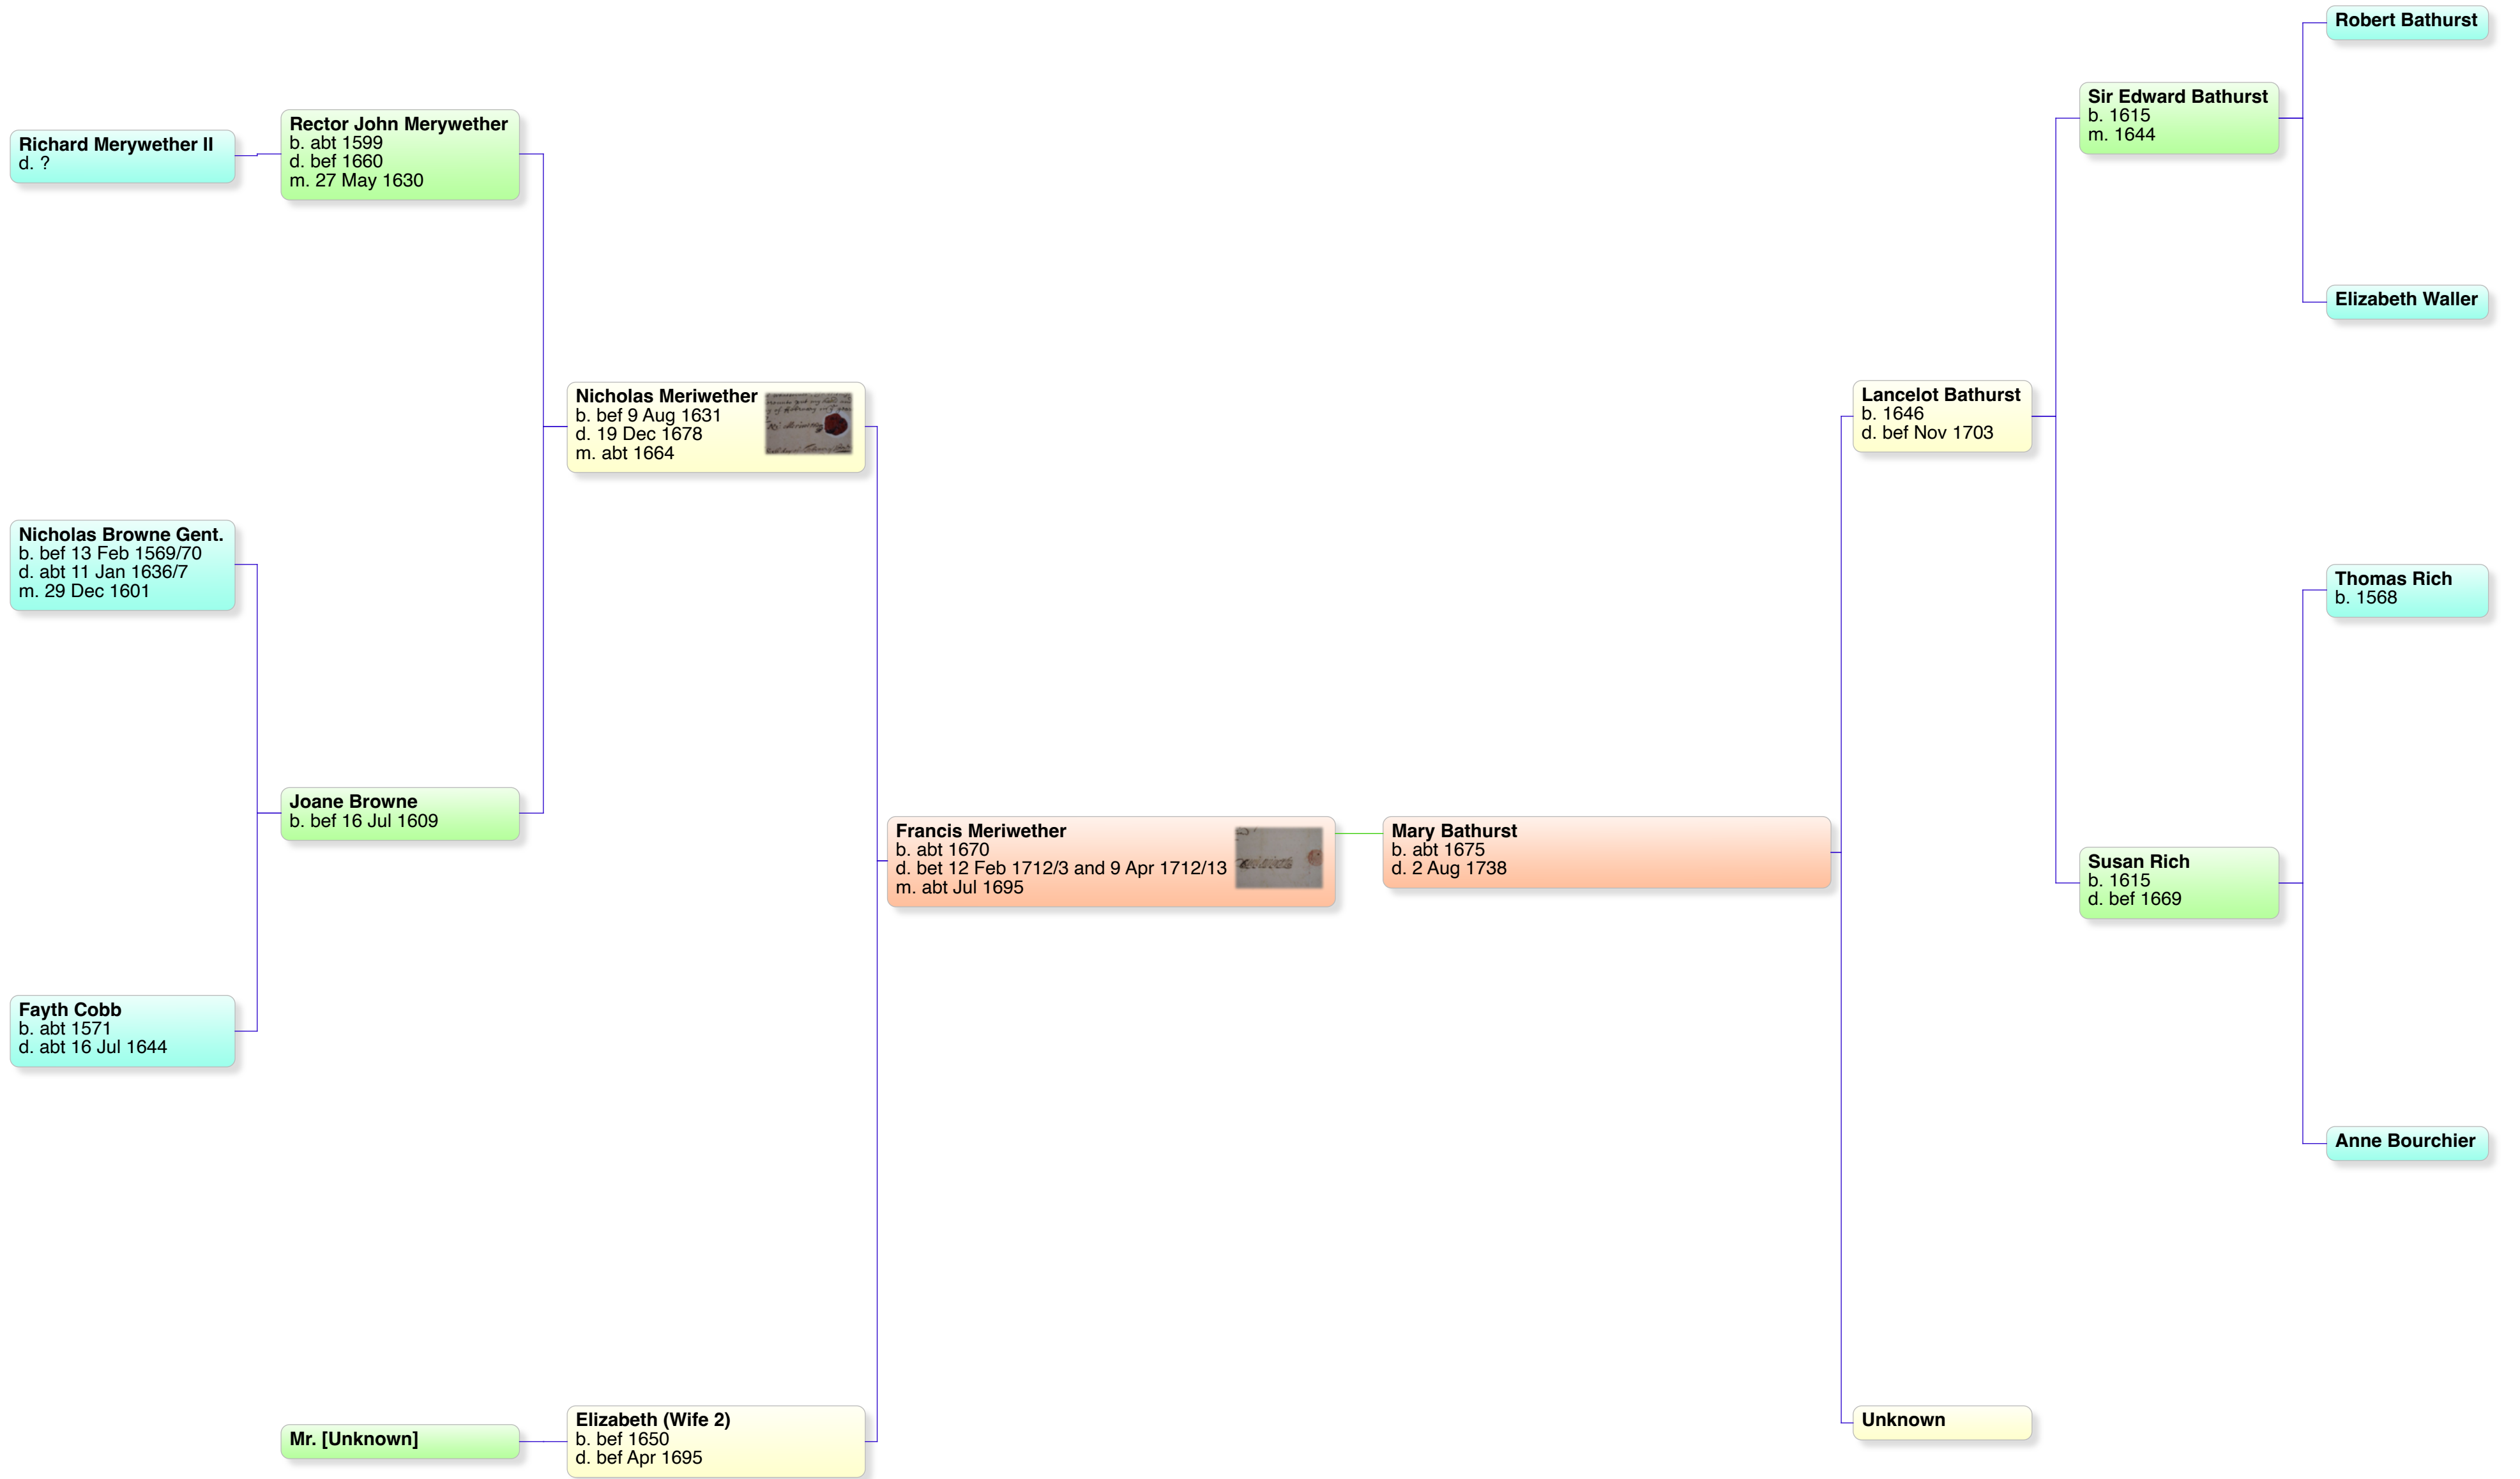 Robert Bathurst
Sir Edward Bathurst
b. 1615
m. 1644
Rector John Merywether
b. abt 1599
d. bef 1660
m. 27 May 1630
Richard Merywether II
d. ?
Elizabeth Waller
Nicholas Meriwether
b. bef 9 Aug 1631
d. 19 Dec 1678
m. abt 1664
Lancelot Bathurst
b. 1646
d. bef Nov 1703
Nicholas Browne Gent.
b. bef 13 Feb 1569/70
d. abt 11 Jan 1636/7
m. 29 Dec 1601
Thomas Rich
b. 1568
Joane Browne
b. bef 16 Jul 1609
Francis Meriwether
b. abt 1670
d. bet 12 Feb 1712/3 and 9 Apr 1712/13
m. abt Jul 1695
Mary Bathurst
b. abt 1675
d. 2 Aug 1738
Susan Rich
b. 1615
d. bef 1669
Fayth Cobb
b. abt 1571
d. abt 16 Jul 1644
Anne Bourchier
Mr. [Unknown]
Elizabeth (Wife 2)
b. bef 1650
d. bef Apr 1695
Unknown